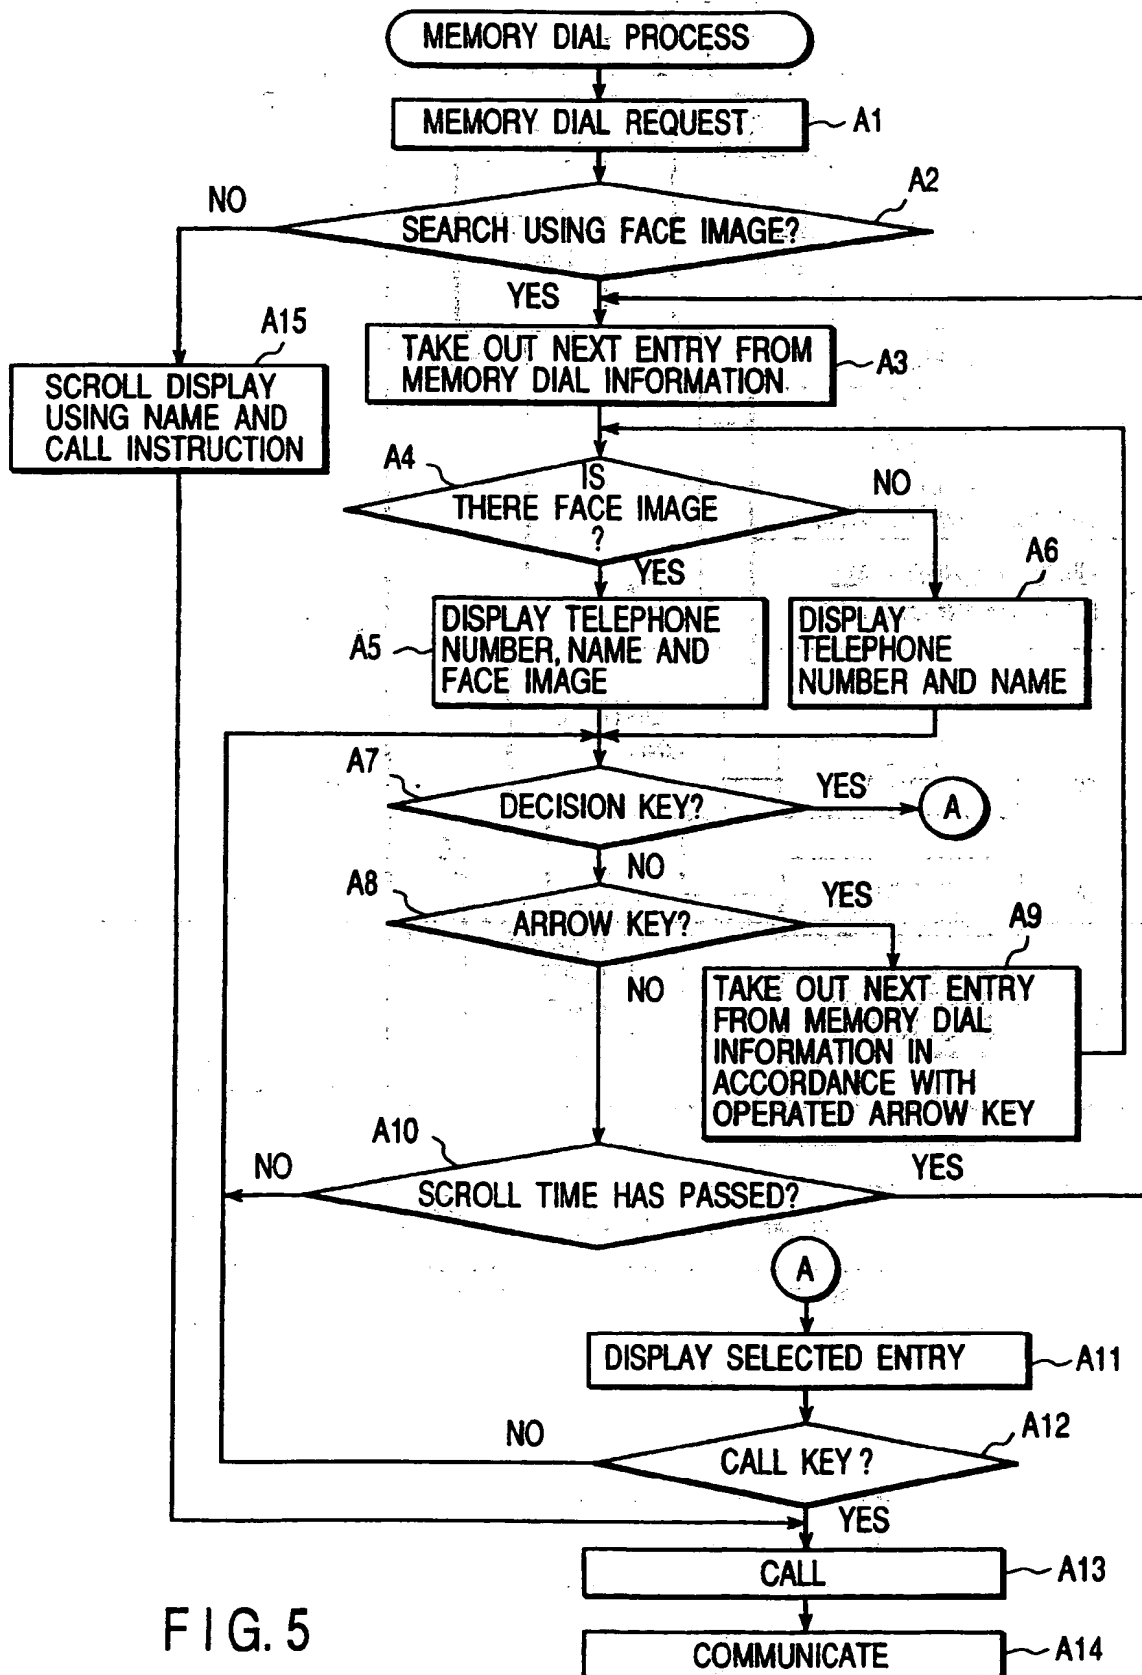 MEMORY DIAL PROCESS
MEMORY DIAL REQUEST
A1
A2
NO
SEARCH USING FACE IMAGE?
YES
A15
SCROLL DISPLAY
USING NAME AND
CALL INSTRUCTION
TAKE OUT NEXT ENTRY FROM
MEMORY DIAL INFORMATION
A3
A4
IS
THERE FACE IMAGE
?
NO
YES
A6
A5
DISPLAY TELEPHONE
NUMBER, NAME AND
FACE IMAGE
DISPLAY
TELEPHONE
NUMBER AND NAME
A7
DECISION KEY?
YES
A
NO
A8
ARROW KEY?
YES
A9
NO
TAKE OUT NEXT ENTRY
FROM MEMORY DIAL
INFORMATION IN
ACCORDANCE WITH
OPERATED ARROW KEY
A10
NO
SCROLL TIME HAS PASSED?
YES
A
DISPLAY SELECTED ENTRY
A11
NO
A12
CALL KEY?
YES
CALL
A13
COMMUNICATE
A14
FIG. 5